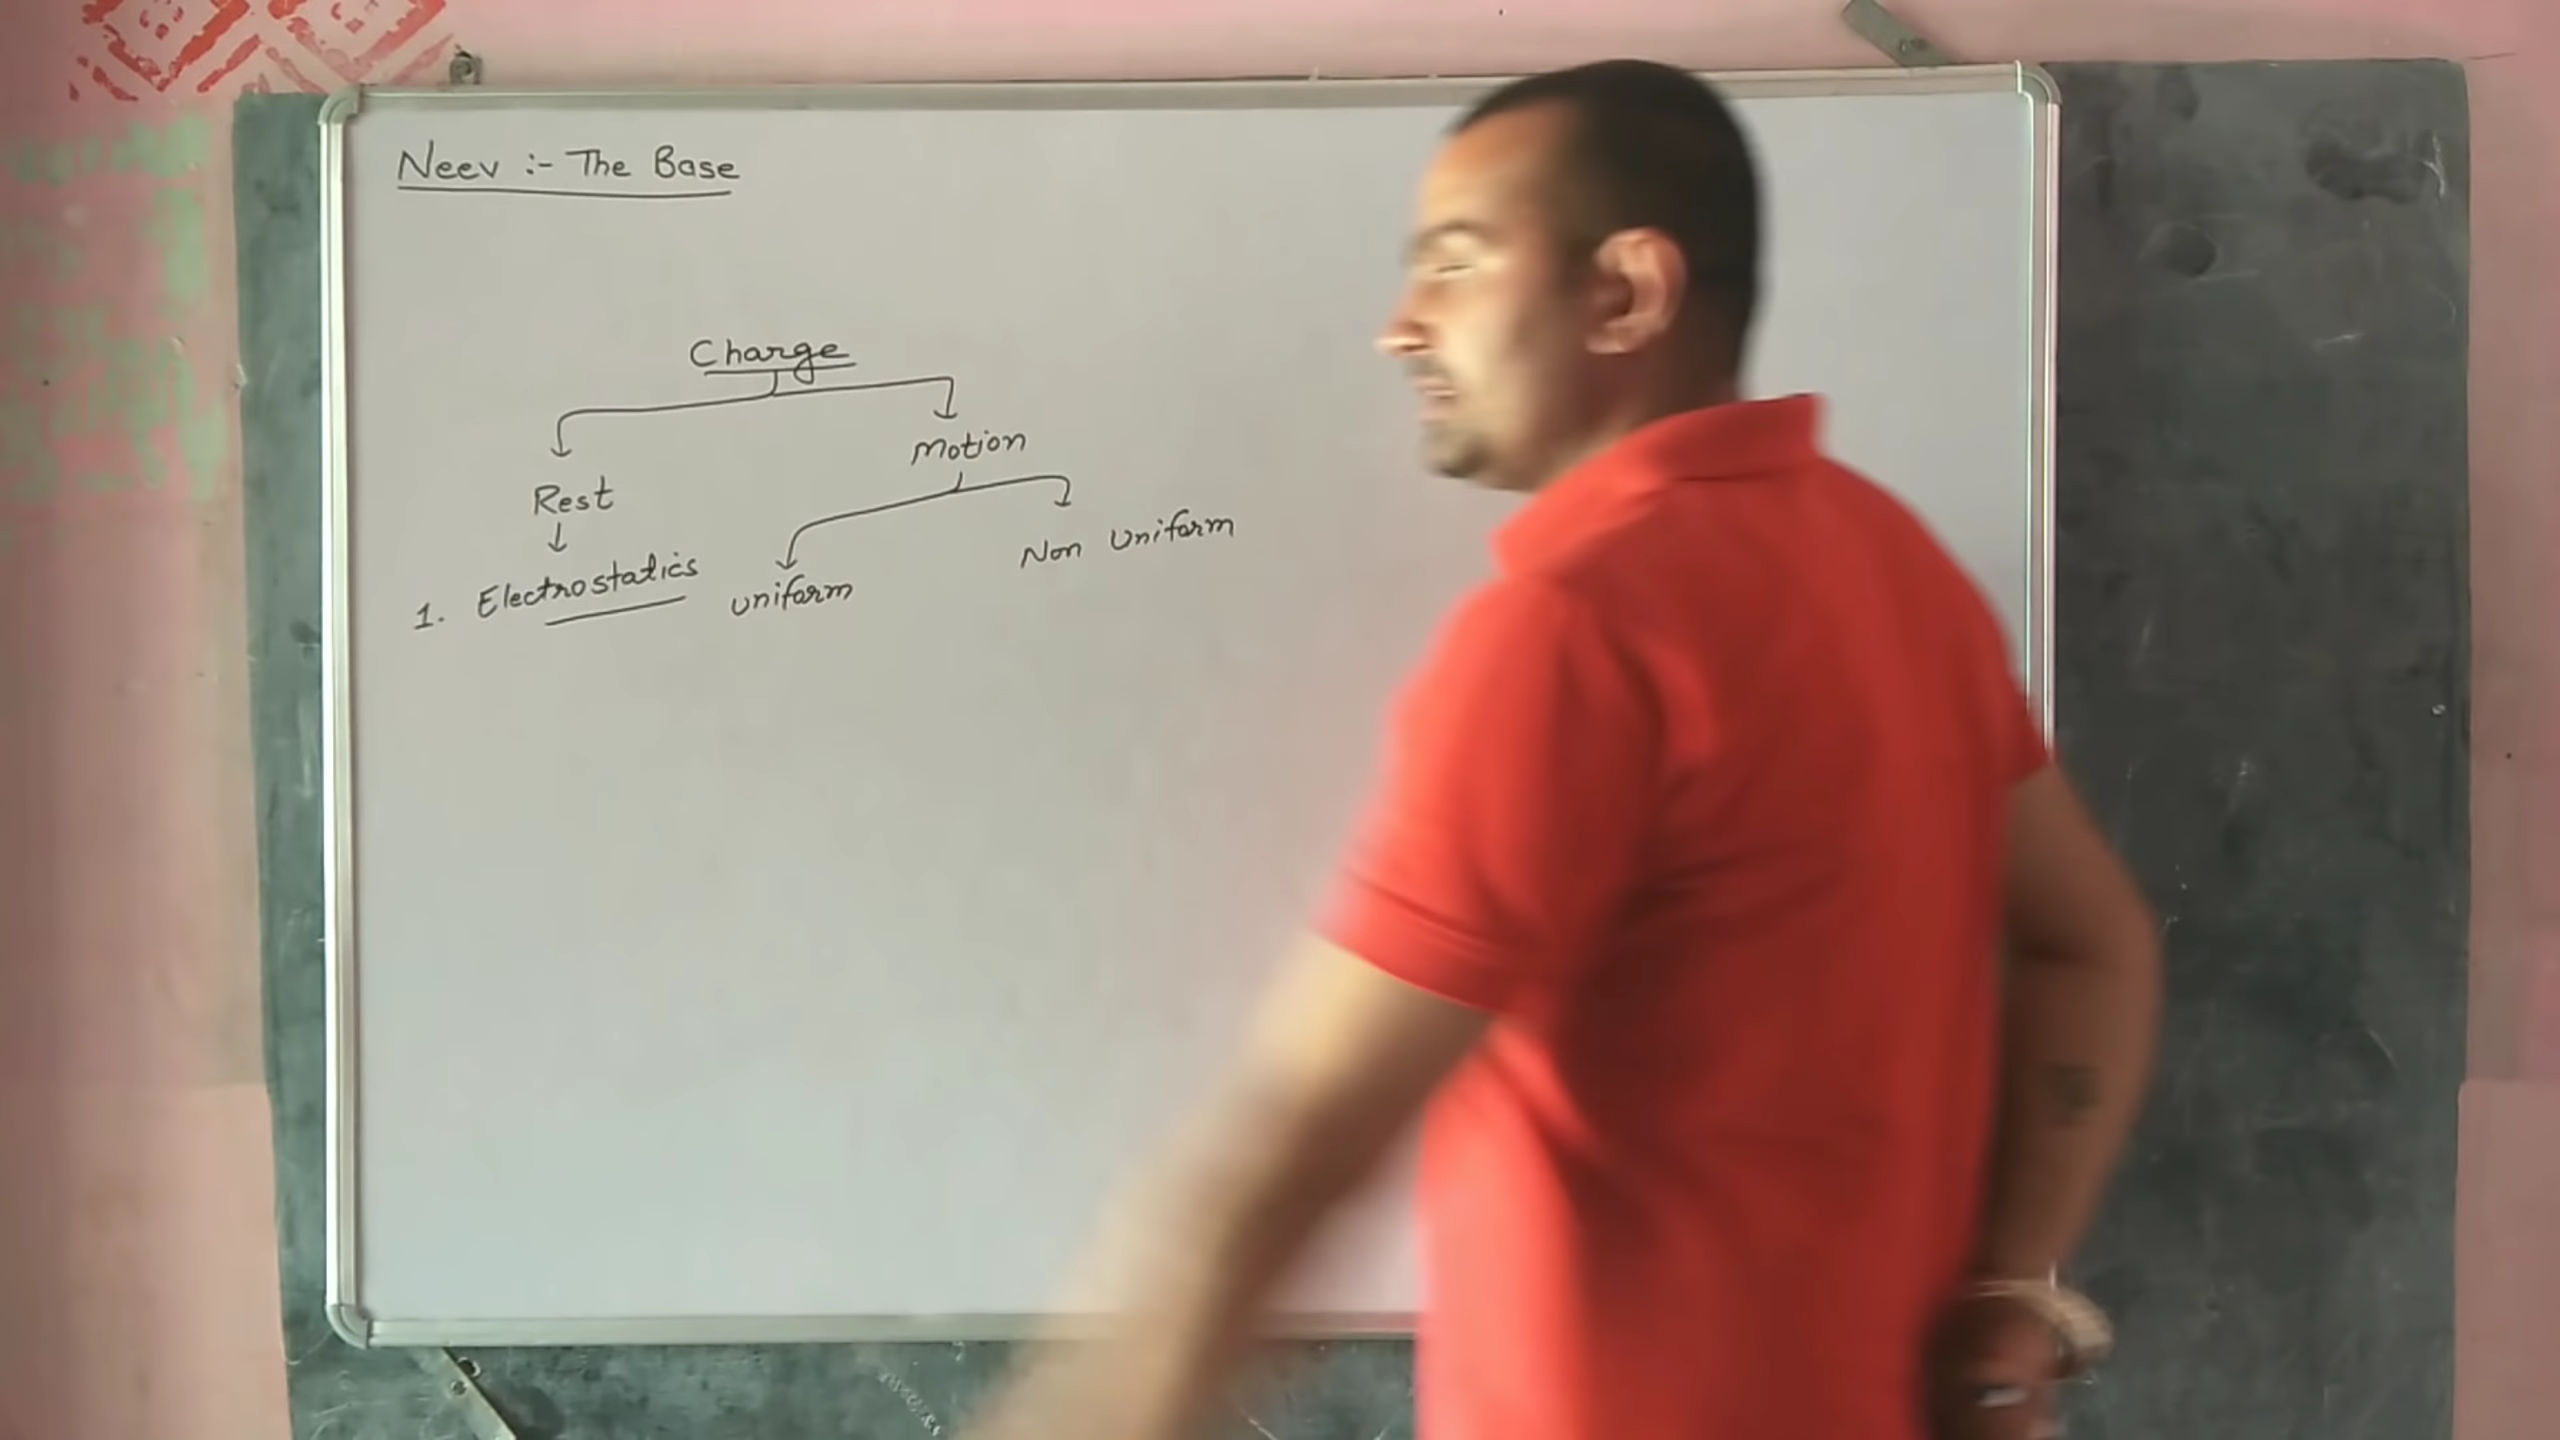 Neev :- The Base
Charge
Rest
Motion
1. Electrostatics
uniform
Non Uniform